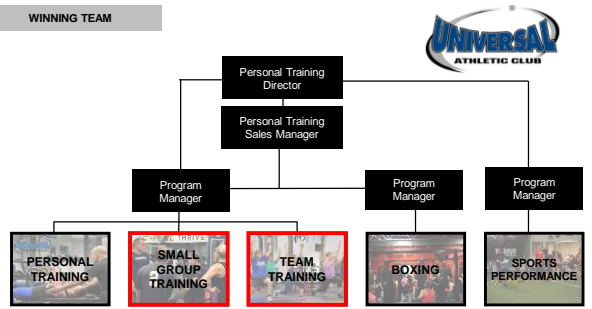 WINNING TEAM
UNIVERSAL
ATHLETIC CLUB
Personal Training
Director
Personal Training
Sales Manager
Program
Manager
Program
Manager
Program
Manager
PERSONAL
TRAINING
THRIVE
SMALL
GROUP
TRAINING
TEAM
TRAINING
BOXING
SPORTS
PERFORMANCE